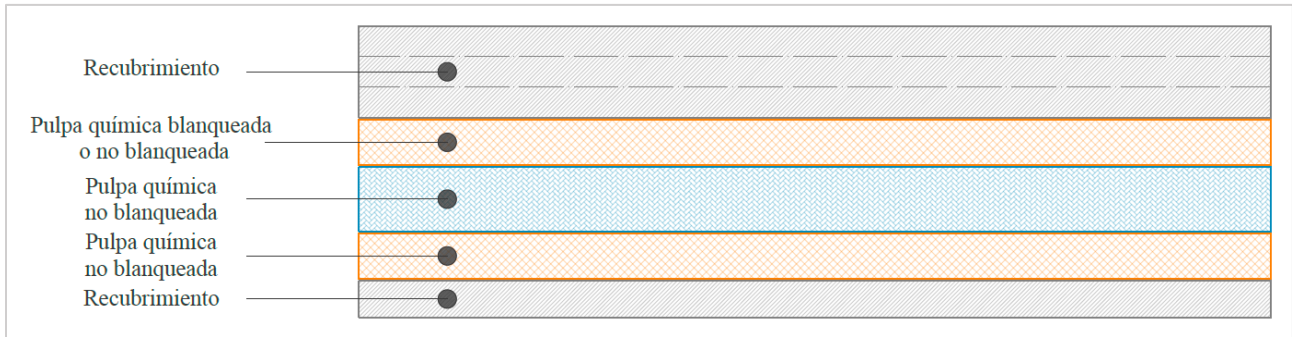 Recubrimiento
Pulpa química blanqueada
o no blanqueada
Pulpa química
no blanqueada
Pulpa química
no blanqueada
Recubrimiento